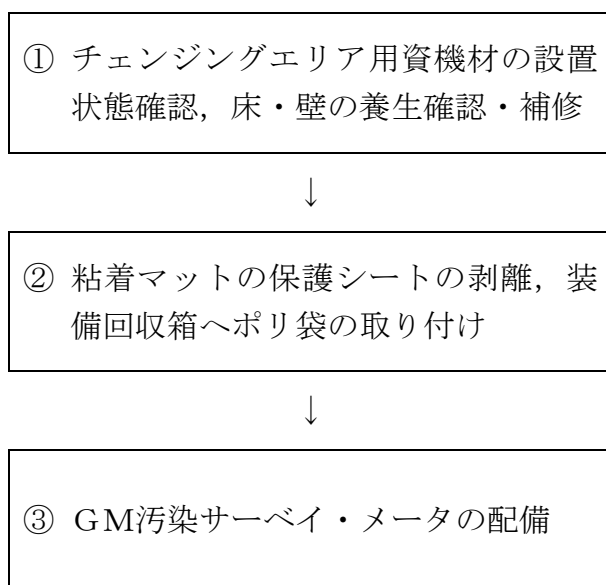 ① チェンジングエリア用資機材の設置
状態確認，床・壁の養生確認・補修
↓
② 粘着マットの保護シートの剥離，装
備回収箱へポリ袋の取り付け
↓
③ ＧＭ汚染サーベイ・メータの配備